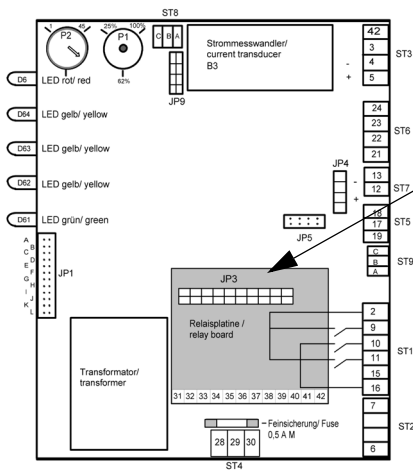 ST8
1
45
P2
25%
100%
P1
62%
C B A
JP9
Strommesswandler/
current transducer
B3
42
3
4
5
-
+
ST3
D6
LED rot/ red
D64
LED gelb/ yellow
D63
LED gelb/ yellow
D62
LED gelb/ yellow
D61
LED grün/ green
24
23
22
21
ST6
JP4
-
+
13
12
ST7
JP5
18
17
19
ST5
C
B
A
ST9
A
B
C
D
E
F
G
H
I
J
K
L
JP1
JP3
Relaisplatine /
relay board
31 32 33 34 35 36 37 38 39 40 41 42
Transformator/
transformer
2
9
10
11
15
16
ST1
7
6
ST2
Feinsicherung/ Fuse
0,5 A M
28 29 30
ST4